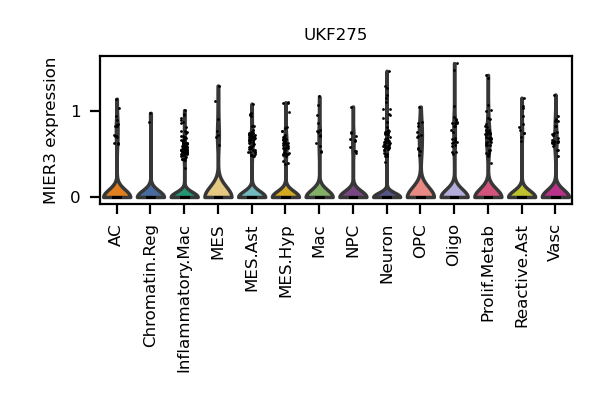 UKF275
MIER3 expression
1
0
AC
Chromatin.Reg
Inflammatory.Mac
MES
MES.Ast
MES.Hyp
Mac
NPC
Neuron
OPC
Oligo
Prolif.Metab
Reactive.Ast
Vasc